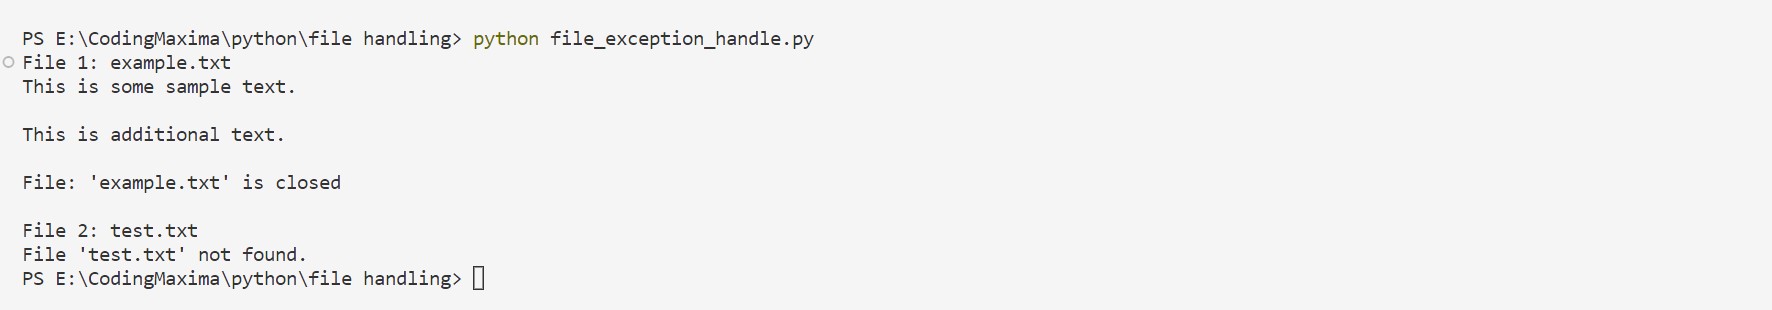 PS E:\CodingMaxima\python\file handling> python file_exception_handle.py
File 1: example.txt
This is some sample text.
This is additional text.
File: 'example.txt' is closed
File 2: test.txt
File 'test.txt' not found.
PS E:\CodingMaxima\python\file handling>